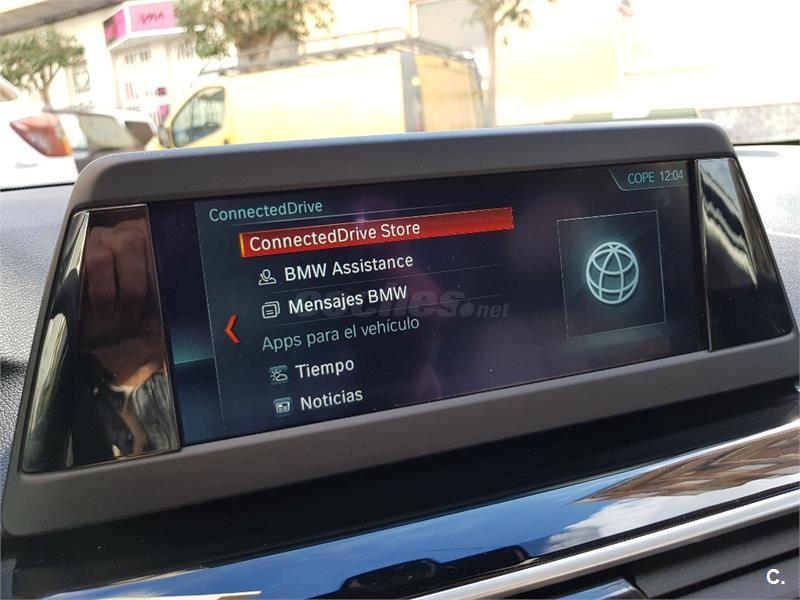 COPE 12:04
ConnectedDrive
ConnectedDrive Store
BMW Assistance
Mensajes BMW
coches.net
Apps para el vehículo
Tiempo
Noticias
C.